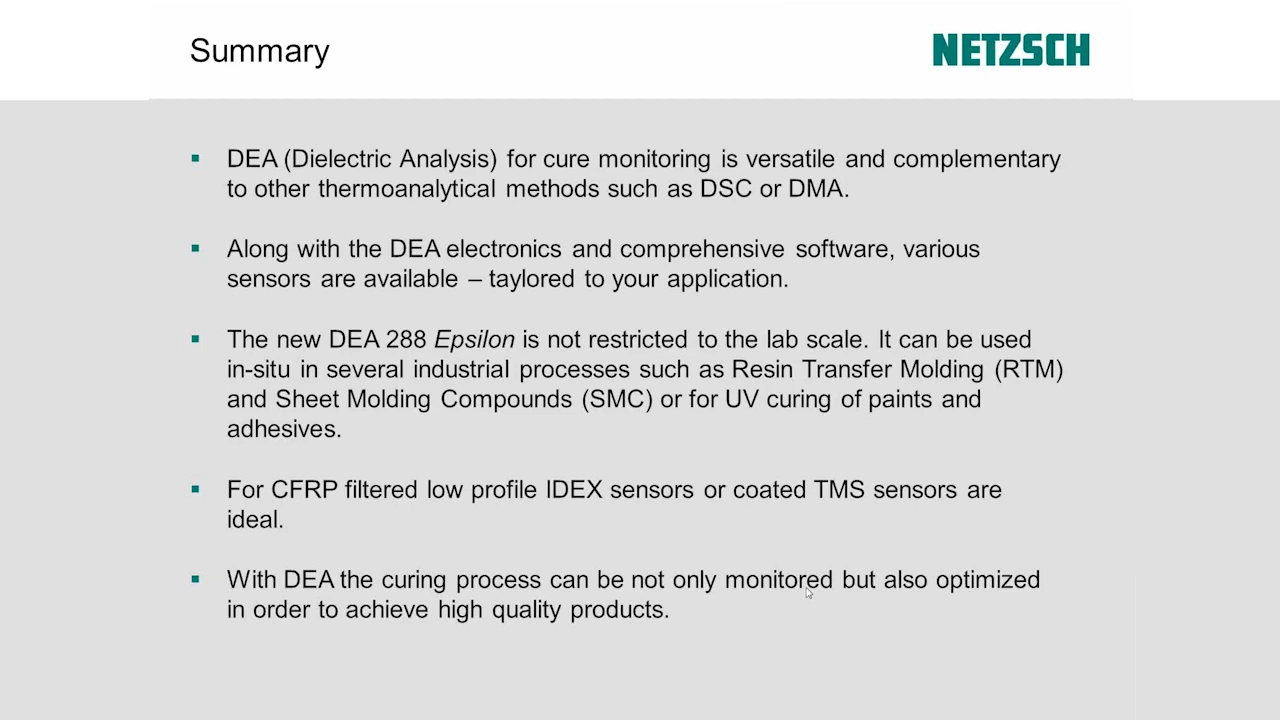 Summary
NETZSCH
▪ DEA (Dielectric Analysis) for cure monitoring is versatile and complementary
to other thermoanalytical methods such as DSC or DMA.
▪ Along with the DEA electronics and comprehensive software, various
sensors are available – taylored to your application.
▪ The new DEA 288 Epsilon is not restricted to the lab scale. It can be used
in-situ in several industrial processes such as Resin Transfer Molding (RTM)
and Sheet Molding Compounds (SMC) or for UV curing of paints and
adhesives.
▪ For CFRP filtered low profile IDEX sensors or coated TMS sensors are
ideal.
▪ With DEA the curing process can be not only monitored but also optimized
in order to achieve high quality products.